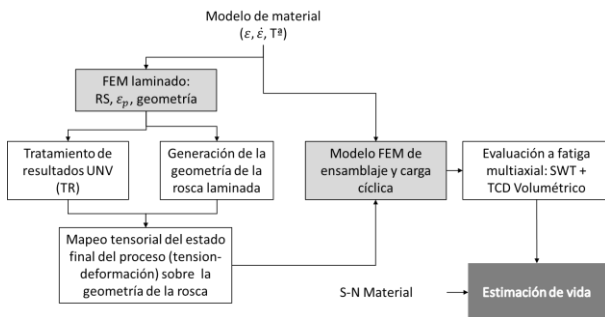 Modelo de material
(ε, ε̇, Tª)
FEM laminado:
RS, εp, geometría
Tratamiento de
resultados UNV
(TR)
Generación de la
geometría de la
rosca laminada
Modelo FEM de
ensamblaje y carga
cíclica
Evaluación a fatiga
multiaxial: SWT +
TCD Volumétrico
Mapeo tensorial del estado
final del proceso (tension-
deformación) sobre la
geometría de la rosca
S-N Material
Estimación de vida